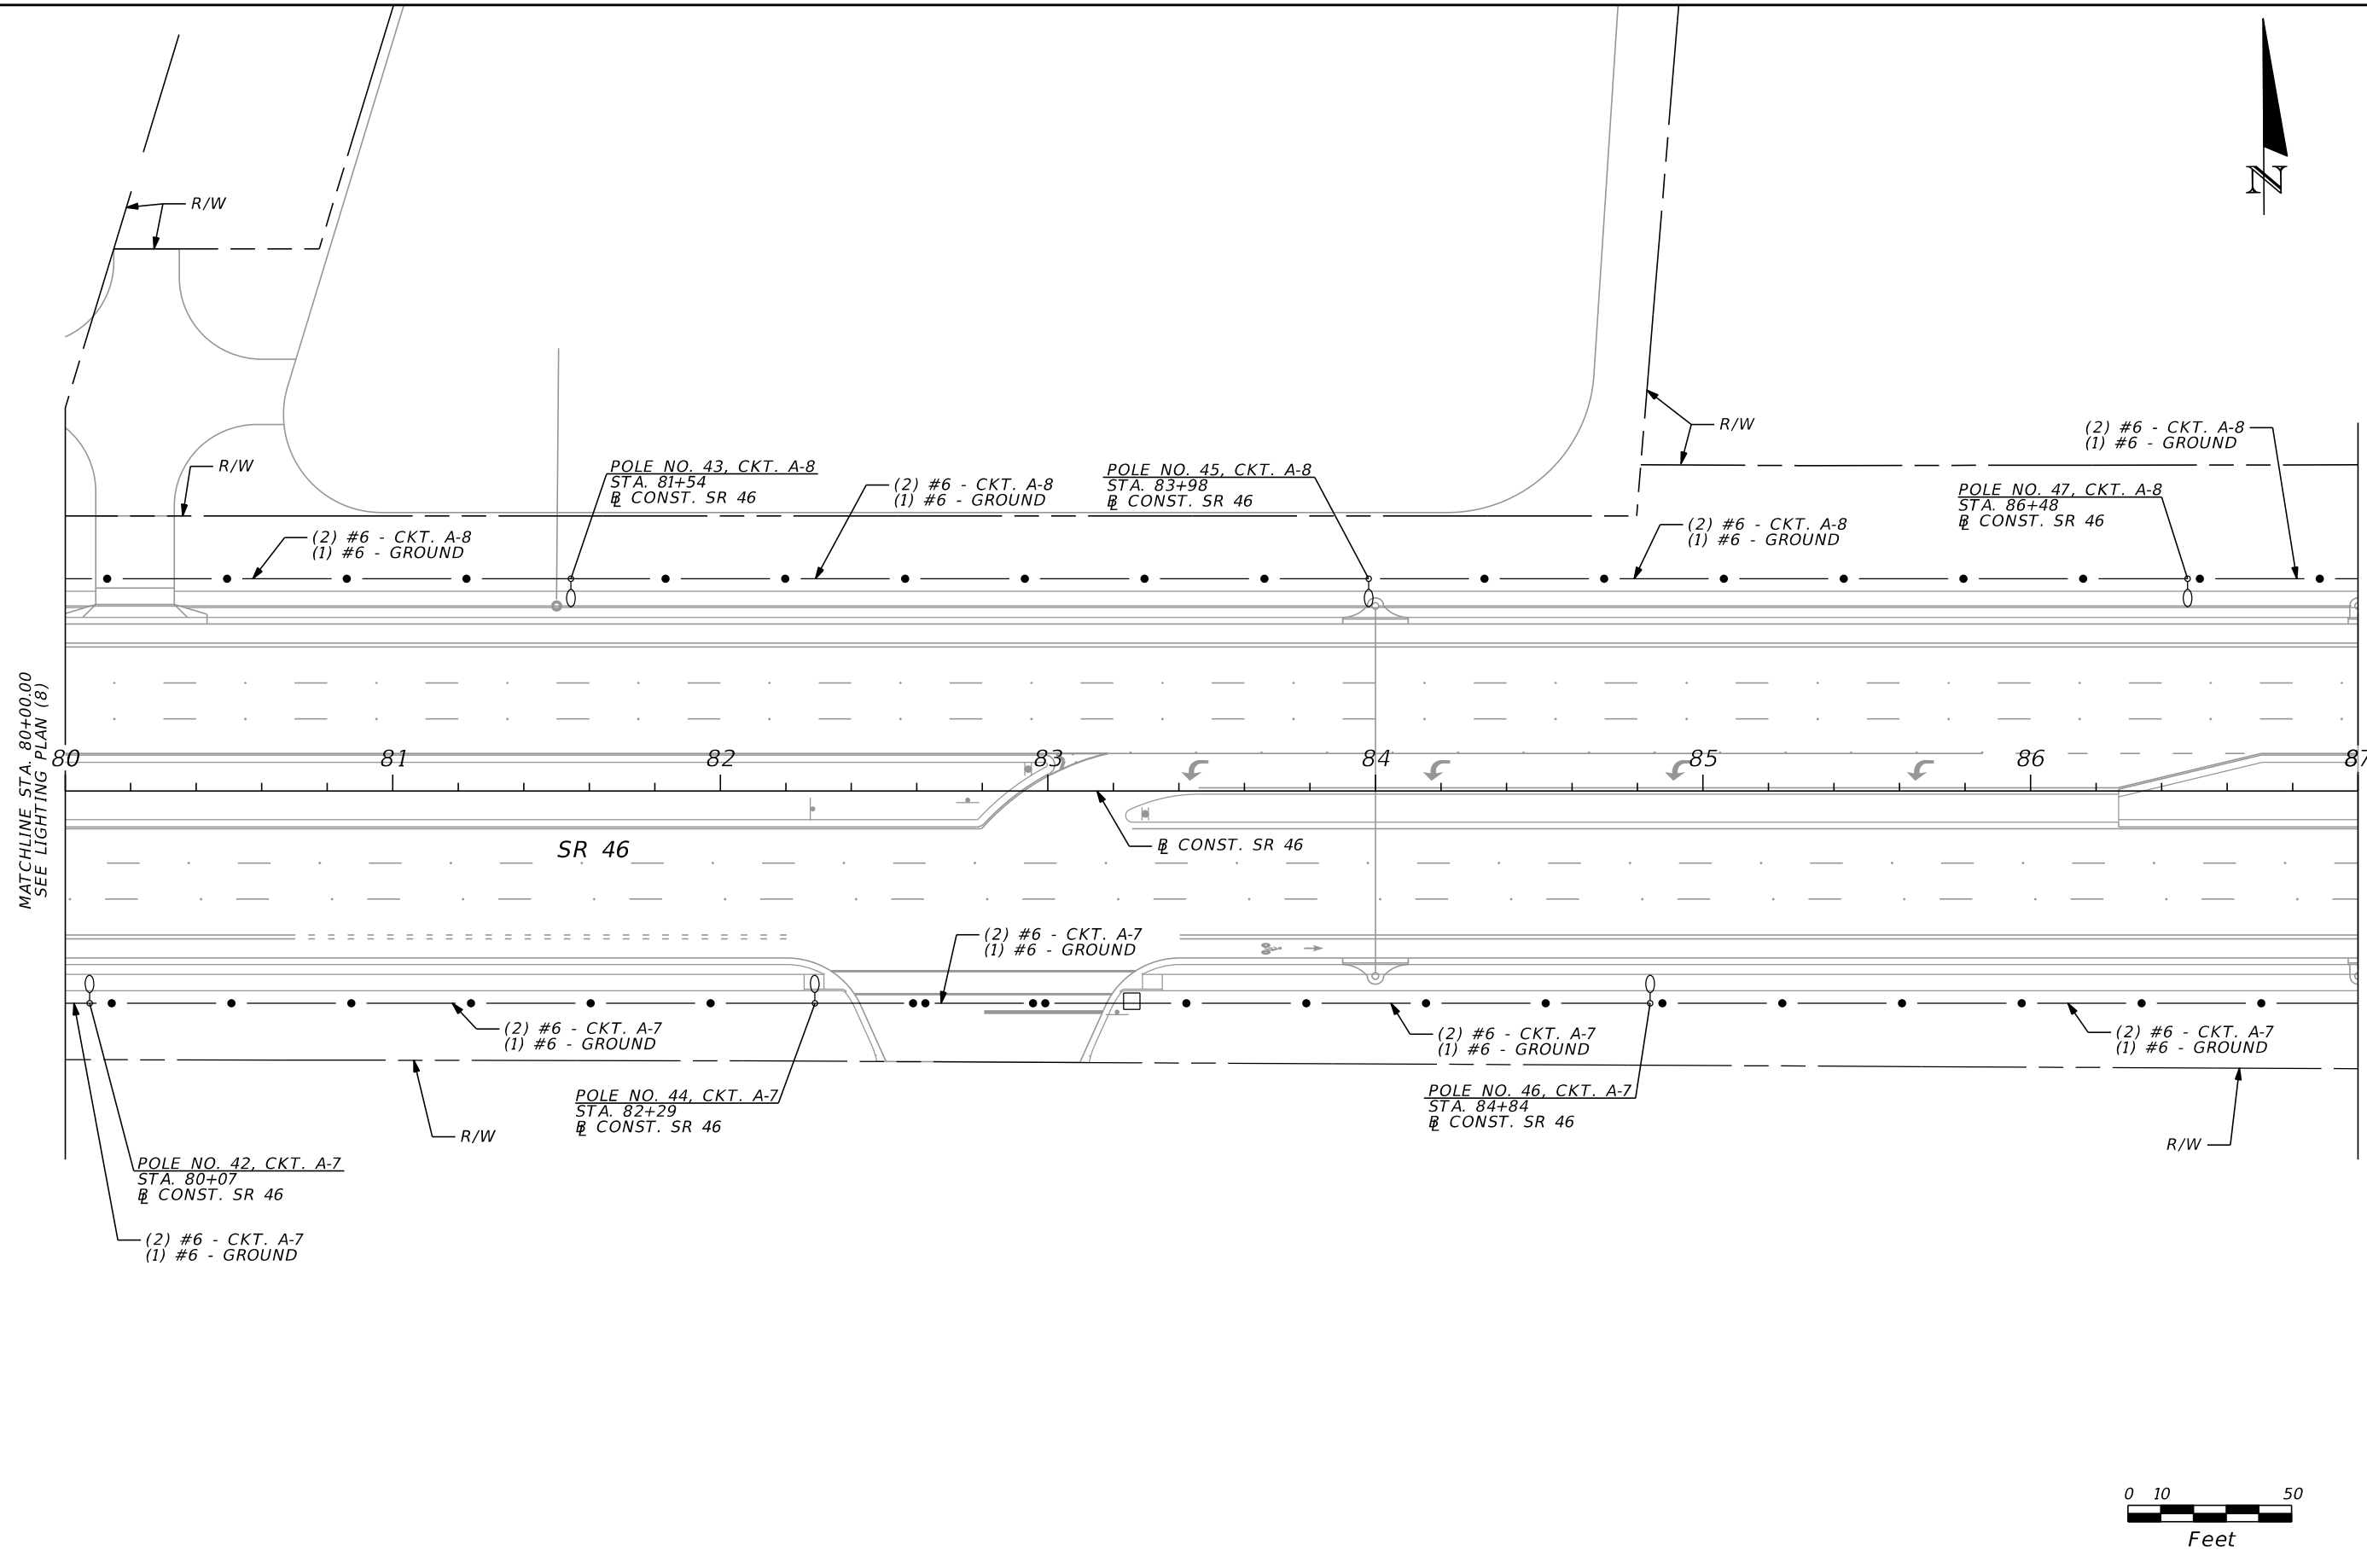 N
R/W
R/W
R/W
(2) #6 - CKT. A-8
(1) #6 - GROUND
POLE NO. 43, CKT. A-8
STA. 81+54
BL CONST. SR 46
(2) #6 - CKT. A-8
(1) #6 - GROUND
POLE NO. 45, CKT. A-8
STA. 83+98
BL CONST. SR 46
(2) #6 - CKT. A-8
(1) #6 - GROUND
POLE NO. 47, CKT. A-8
STA. 86+48
BL CONST. SR 46
(2) #6 - CKT. A-8
(1) #6 - GROUND
MATCHLINE STA. 80+00.00
SEE LIGHTING PLAN (8)
80 81 82 83 84 85 86 87
SR 46
BL CONST. SR 46
(2) #6 - CKT. A-7
(1) #6 - GROUND
(2) #6 - CKT. A-7
(1) #6 - GROUND
(2) #6 - CKT. A-7
(1) #6 - GROUND
(2) #6 - CKT. A-7
(1) #6 - GROUND
POLE NO. 44, CKT. A-7
STA. 82+29
BL CONST. SR 46
POLE NO. 46, CKT. A-7
STA. 84+84
BL CONST. SR 46
R/W
R/W
POLE NO. 42, CKT. A-7
STA. 80+07
BL CONST. SR 46
(2) #6 - CKT. A-7
(1) #6 - GROUND
0 10 50
Feet